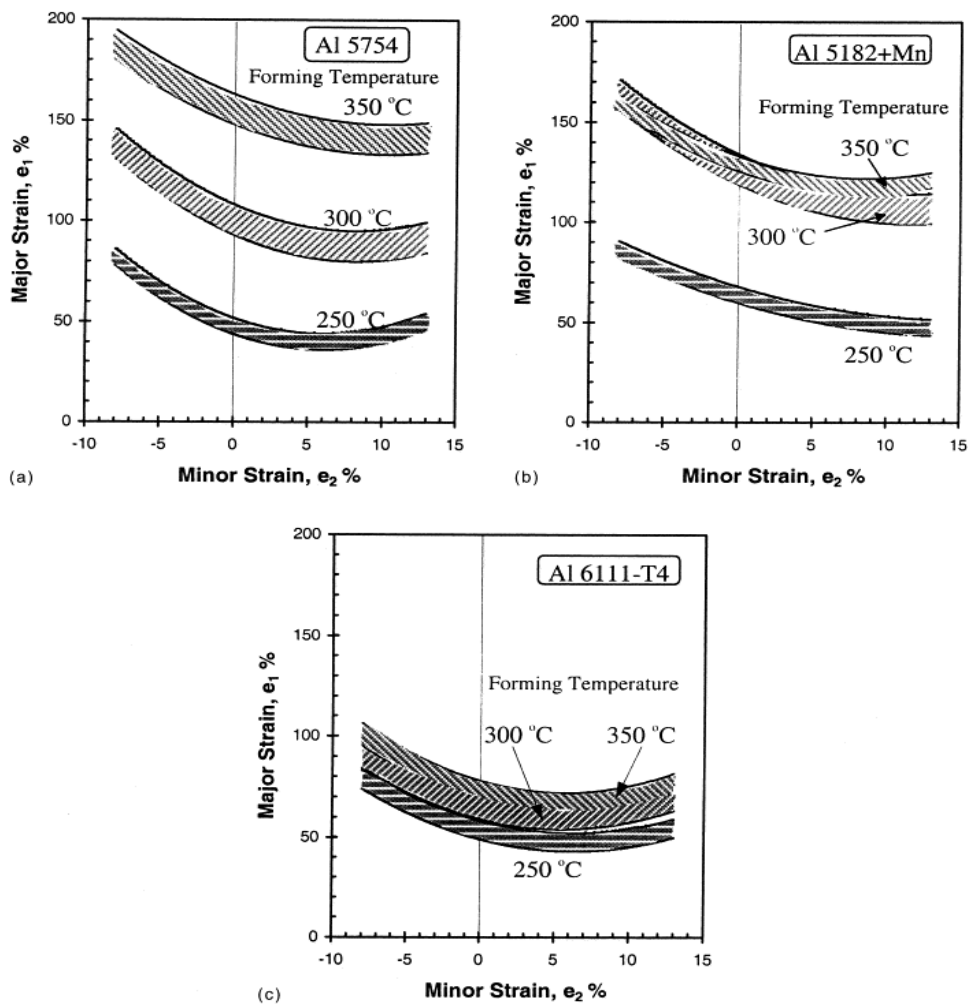 200
150
100
50
0
Major Strain, e1 %
Al 5754
Forming Temperature
350 °C
300 °C
250 °C
-10 -5 0 5 10 15
Minor Strain, e2 %
(a)
200
150
100
50
0
Major Strain, e1 %
Al 5182+Mn
Forming Temperature
350 °C
300 °C
250 °C
-10 -5 0 5 10 15
Minor Strain, e2 %
(b)
200
150
100
50
0
Major Strain, e1 %
Al 6111-T4
Forming Temperature
300 °C 350 °C
250 °C
-10 -5 0 5 10 15
Minor Strain, e2 %
(c)